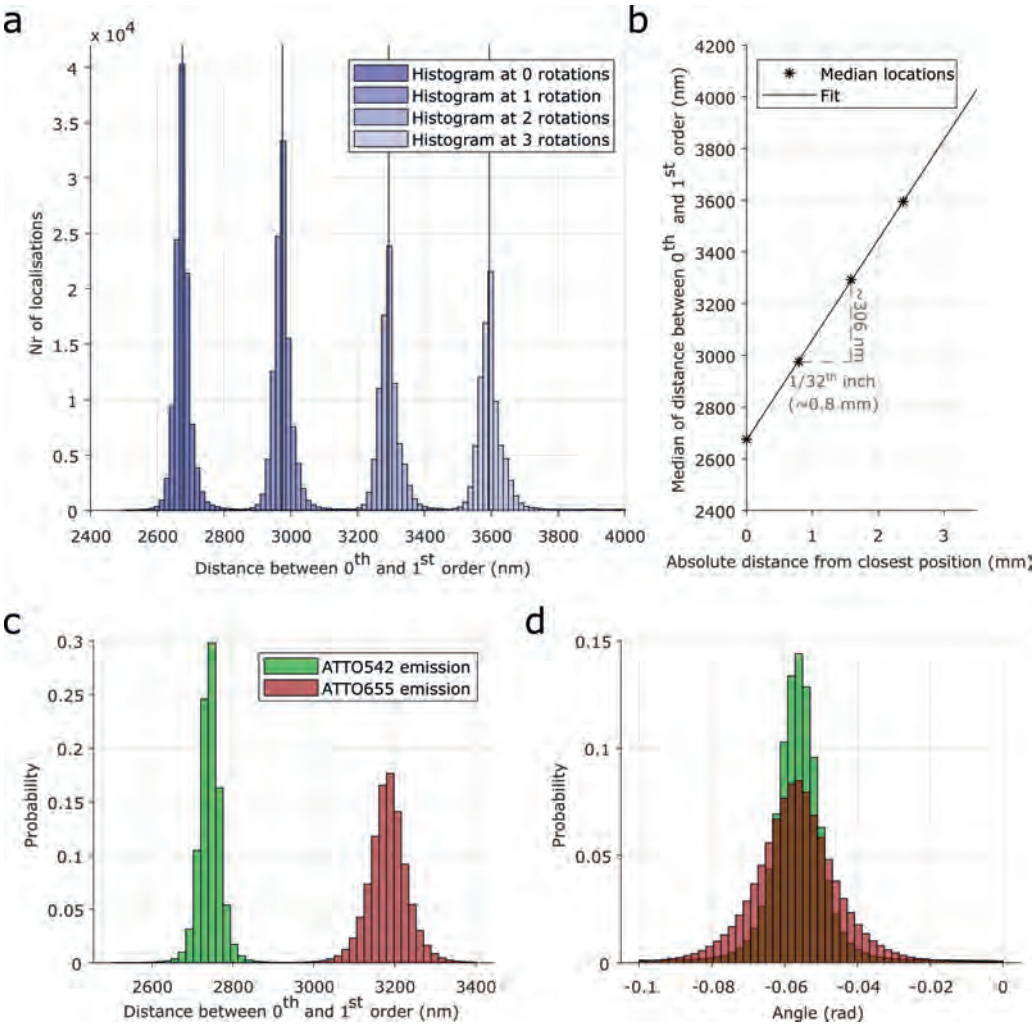 a
x 10⁴
4
3.5
3
2.5
2
1.5
1
0.5
0
Nr of localisations
Histogram at 0 rotations
Histogram at 1 rotation
Histogram at 2 rotations
Histogram at 3 rotations
2400 2600 2800 3000 3200 3400 3600 3800 4000
Distance between 0th and 1st order (nm)
b
4200
4000
3800
3600
3400
3200
3000
2800
2600
2400
Median of distance between 0th and 1st order (nm)
Median locations
Fit
~306 nm
1/32th inch
(~0.8 mm)
0 1 2 3
Absolute distance from closest position (mm)
c
0.3
0.25
0.2
0.15
0.1
0.05
0
Probability
ATTO542 emission
ATTO655 emission
2600 2800 3000 3200 3400
Distance between 0th and 1st order (nm)
d
0.15
0.1
0.05
0
Probability
-0.1 -0.08 -0.06 -0.04 -0.02 0
Angle (rad)